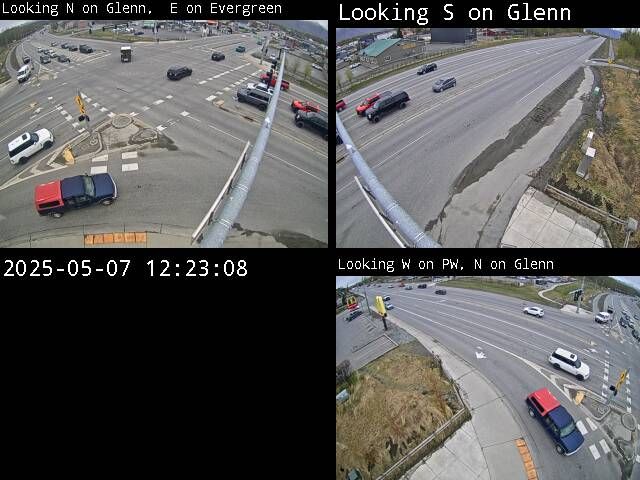 Looking N on Glenn,  E on Evergreen
Looking S on Glenn
2025-05-07 12:23:08
Looking W on PW, N on Glenn